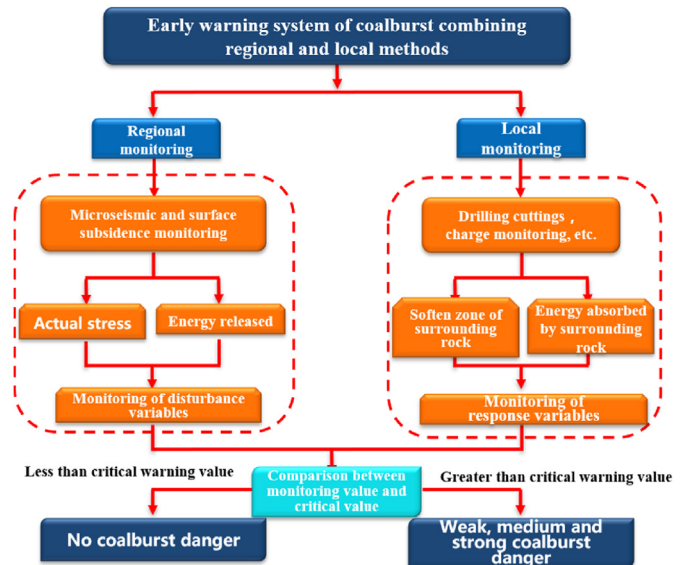 Early warning system of coalburst combining
regional and local methods
Regional
monitoring
Local
monitoring
Microseismic and surface
subsidence monitoring
Drilling cuttings ,
charge monitoring, etc.
Actual stress
Energy released
Soften zone of
surrounding
rock
Energy absorbed
by surrounding
rock
Monitoring of disturbance
variables
Monitoring of
response variables
Less than critical warning value
Comparison between
monitoring value and
critical value
Greater than critical warning value
No coalburst danger
Weak, medium and
strong coalburst
danger